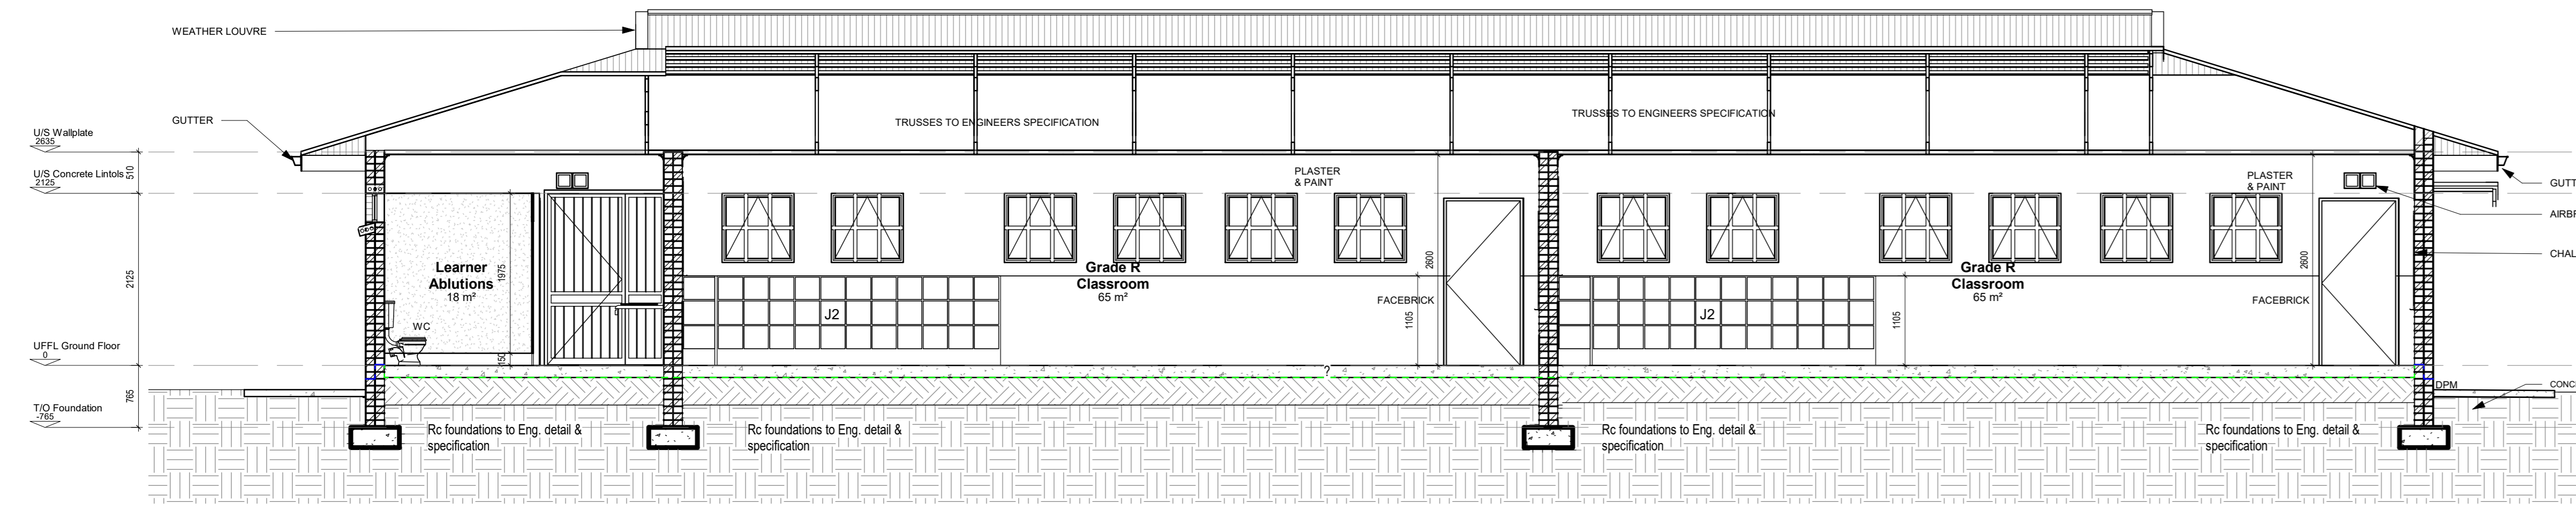 WEATHER LOUVRE
GUTTER
U/S Wallplate
2635
U/S Concrete Lintols
2125
UFFL Ground Floor
0
T/O Foundation
-765
510
2125
765
TRUSSES TO ENGINEERS SPECIFICATION
TRUSSES TO ENGINEERS SPECIFICATION
Learner
Ablutions
18 m²
WC
1975
150
J2
Grade R
Classroom
65 m²
PLASTER
& PAINT
FACEBRICK
1105
2600
?
J2
1105
Grade R
Classroom
65 m²
PLASTER
& PAINT
FACEBRICK
2600
GUTT
AIRB
CHAL
DPM
CONC
Rc foundations to Eng. detail &
specification
Rc foundations to Eng. detail &
specification
Rc foundations to Eng. detail &
specification
Rc foundations to Eng. detail &
specification